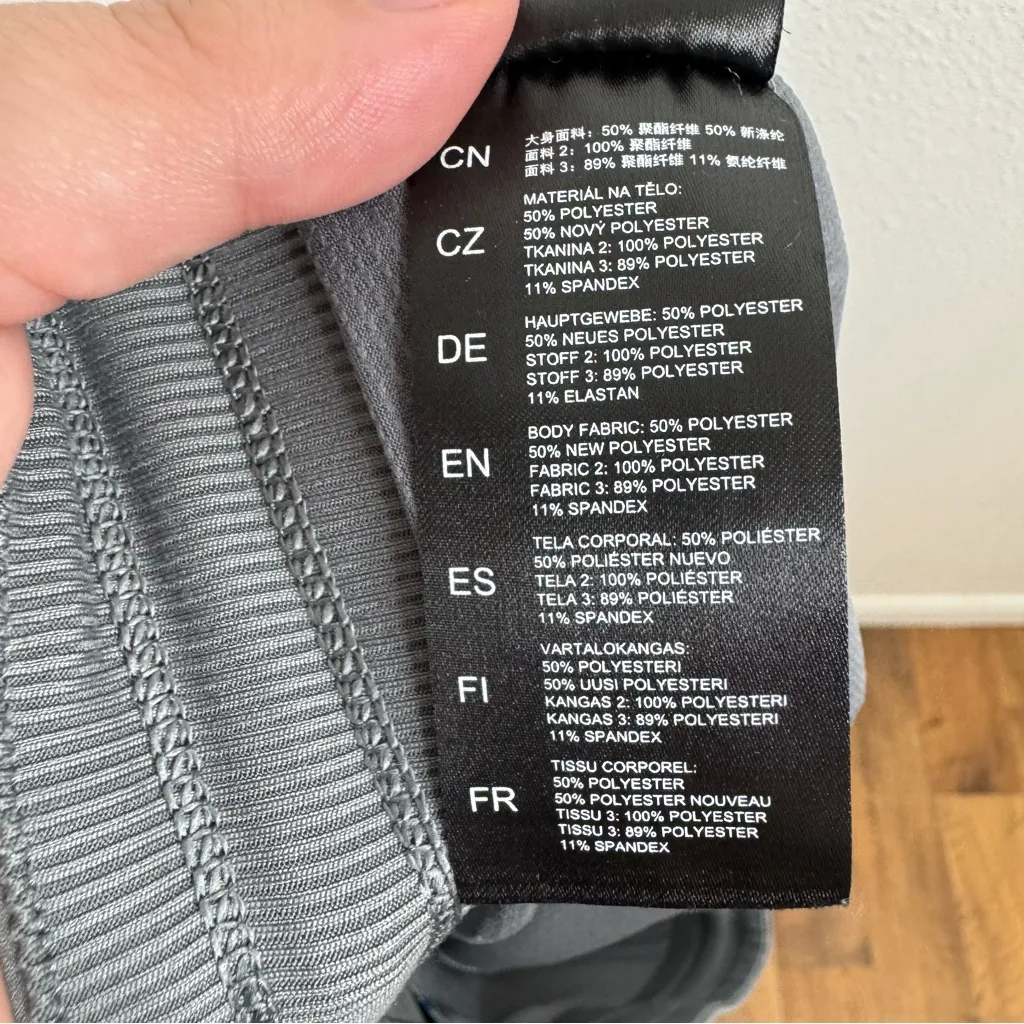 CN
大身面料: 50% 聚酯纤维 50% 新涤纶
面料 2: 100% 聚酯纤维
面料 3: 89% 聚酯纤维 11% 氨纶纤维
CZ
MATERIÁL NA TĚLO:
50% POLYESTER
50% NOVÝ POLYESTER
TKANINA 2: 100% POLYESTER
TKANINA 3: 89% POLYESTER
11% SPANDEX
DE
HAUPTGEWEBE: 50% POLYESTER
50% NEUES POLYESTER
STOFF 2: 100% POLYESTER
STOFF 3: 89% POLYESTER
11% ELASTAN
EN
BODY FABRIC: 50% POLYESTER
50% NEW POLYESTER
FABRIC 2: 100% POLYESTER
FABRIC 3: 89% POLYESTER
11% SPANDEX
ES
TELA CORPORAL: 50% POLIÉSTER
50% POLIÉSTER NUEVO
TELA 2: 100% POLIÉSTER
TELA 3: 89% POLIÉSTER
11% SPANDEX
FI
VARTALOKANGAS:
50% POLYESTERI
50% UUSI POLYESTERI
KANGAS 2: 100% POLYESTERI
KANGAS 3: 89% POLYESTERI
11% SPANDEX
FR
TISSU CORPOREL:
50% POLYESTER
50% POLYESTER NOUVEAU
TISSU 3: 100% POLYESTER
TISSU 3: 89% POLYESTER
11% SPANDEX